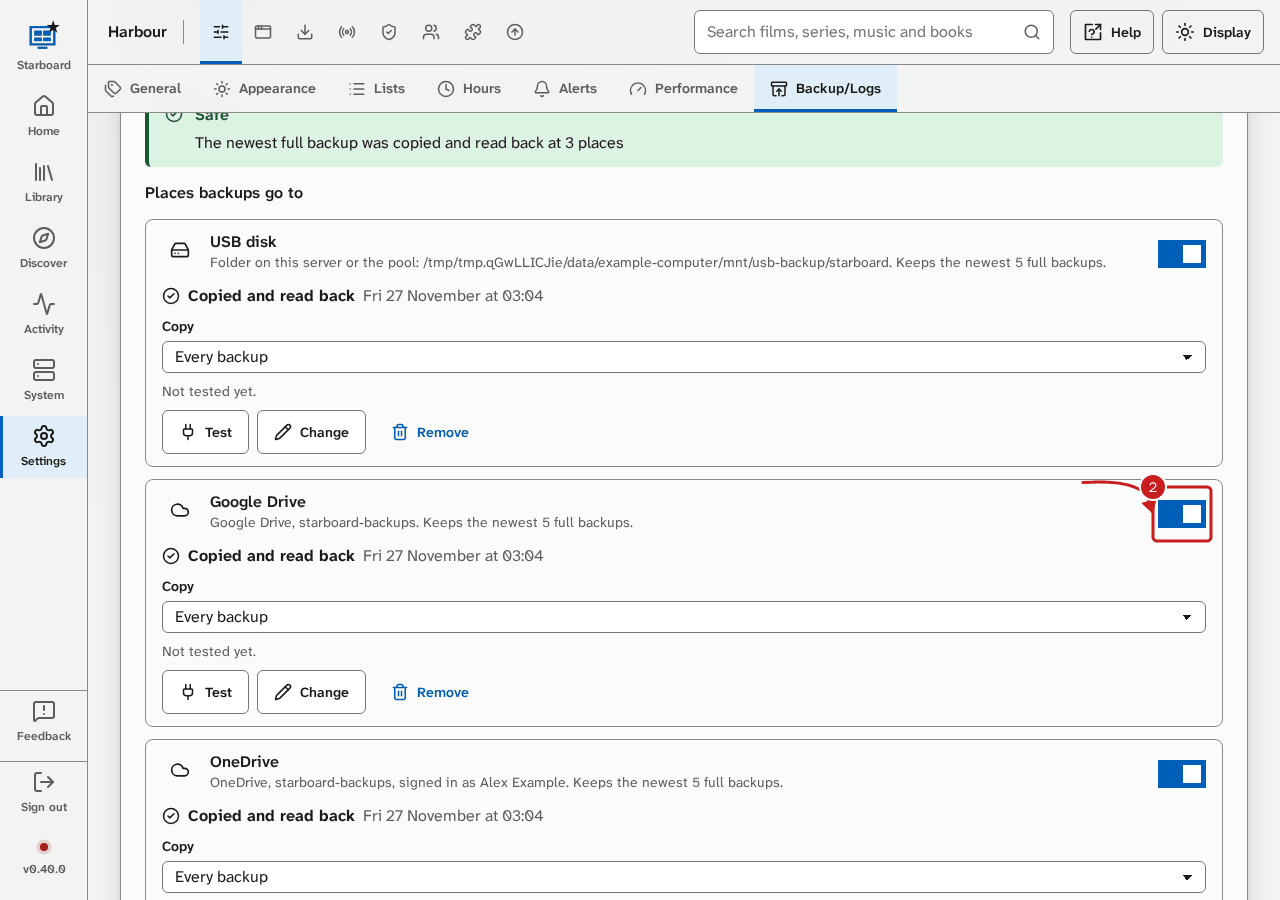 Starboard
Home
Library
Discover
Activity
System
Settings
Feedback
Sign out
v0.40.0
Harbour
Search films, series, music and books
Help
Display
General
Appearance
Lists
Hours
Alerts
Performance
Backup/Logs
Safe
The newest full backup was copied and read back at 3 places
Places backups go to
USB disk
Folder on this server or the pool: /tmp/tmp.qGwLLICJie/data/example-computer/mnt/usb-backup/starboard. Keeps the newest 5 full backups.
Copied and read back Fri 27 November at 03:04
Copy
Every backup
Not tested yet.
Test
Change
Remove
Google Drive
Google Drive, starboard-backups. Keeps the newest 5 full backups.
2
Copied and read back Fri 27 November at 03:04
Copy
Every backup
Not tested yet.
Test
Change
Remove
OneDrive
OneDrive, starboard-backups, signed in as Alex Example. Keeps the newest 5 full backups.
Copied and read back Fri 27 November at 03:04
Copy
Every backup